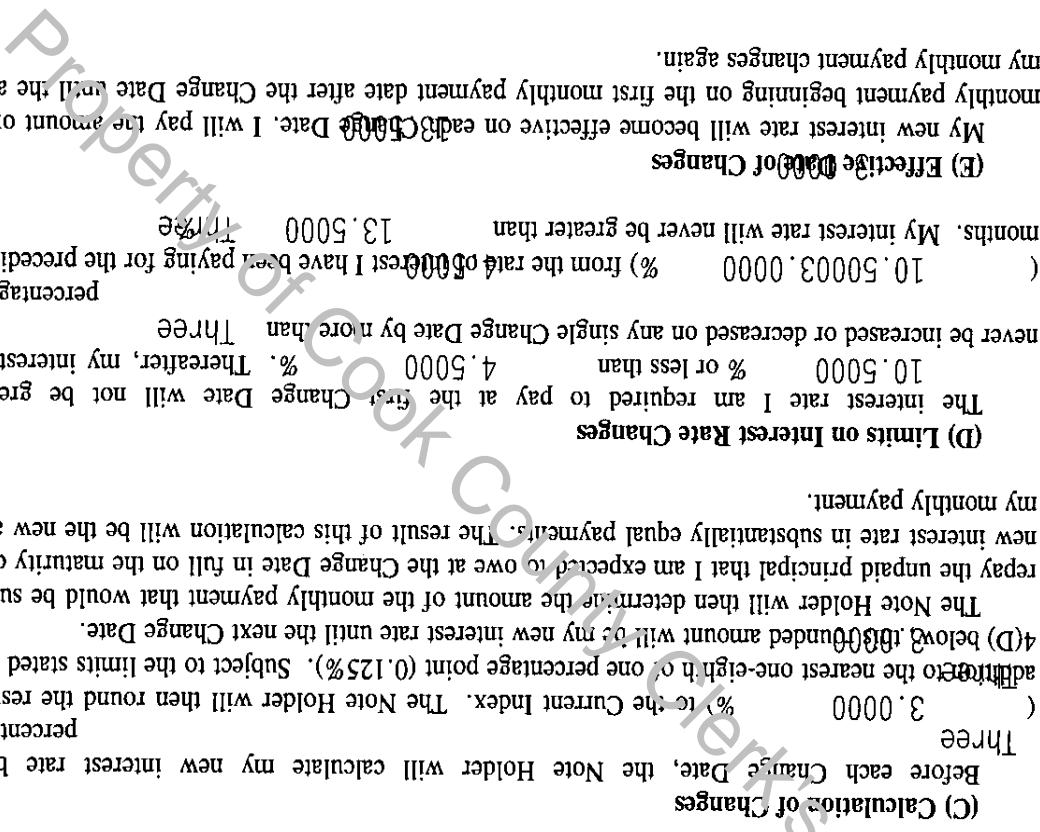 (C) Calculation of Changes
Before each Change Date, the Note Holder will calculate my new interest rate
Three
percent
( 3.0000 %) to the Current Index. The Note Holder will then round the
to the nearest one-eighth of one percentage point (0.125%). Subject to the limits stated
4(D) below, this rounded amount will be my new interest rate until the next Change Date.
The Note Holder will then determine the amount of the monthly payment that would be
repay the unpaid principal that I am expected to owe at the Change Date in full on the maturity
new interest rate in substantially equal payments. The result of this calculation will be the new
my monthly payment.
(D) Limits on Interest Rate Changes
The interest rate I am required to pay at the first Change Date will not be
10.5000 % or less than 4.5000 %. Thereafter, my interest
never be increased or decreased on any single Change Date by more than Three
percentag
( 10.50003.0000 %) from the rate of interest I have been paying for the
months. My interest rate will never be greater than 13.5000
(E) Effective Date of Changes
My new interest rate will become effective on each Change Date. I will pay the amount
monthly payment beginning on the first monthly payment date after the Change Date until the
my monthly payment changes again.
Property of Cook County Clerk's